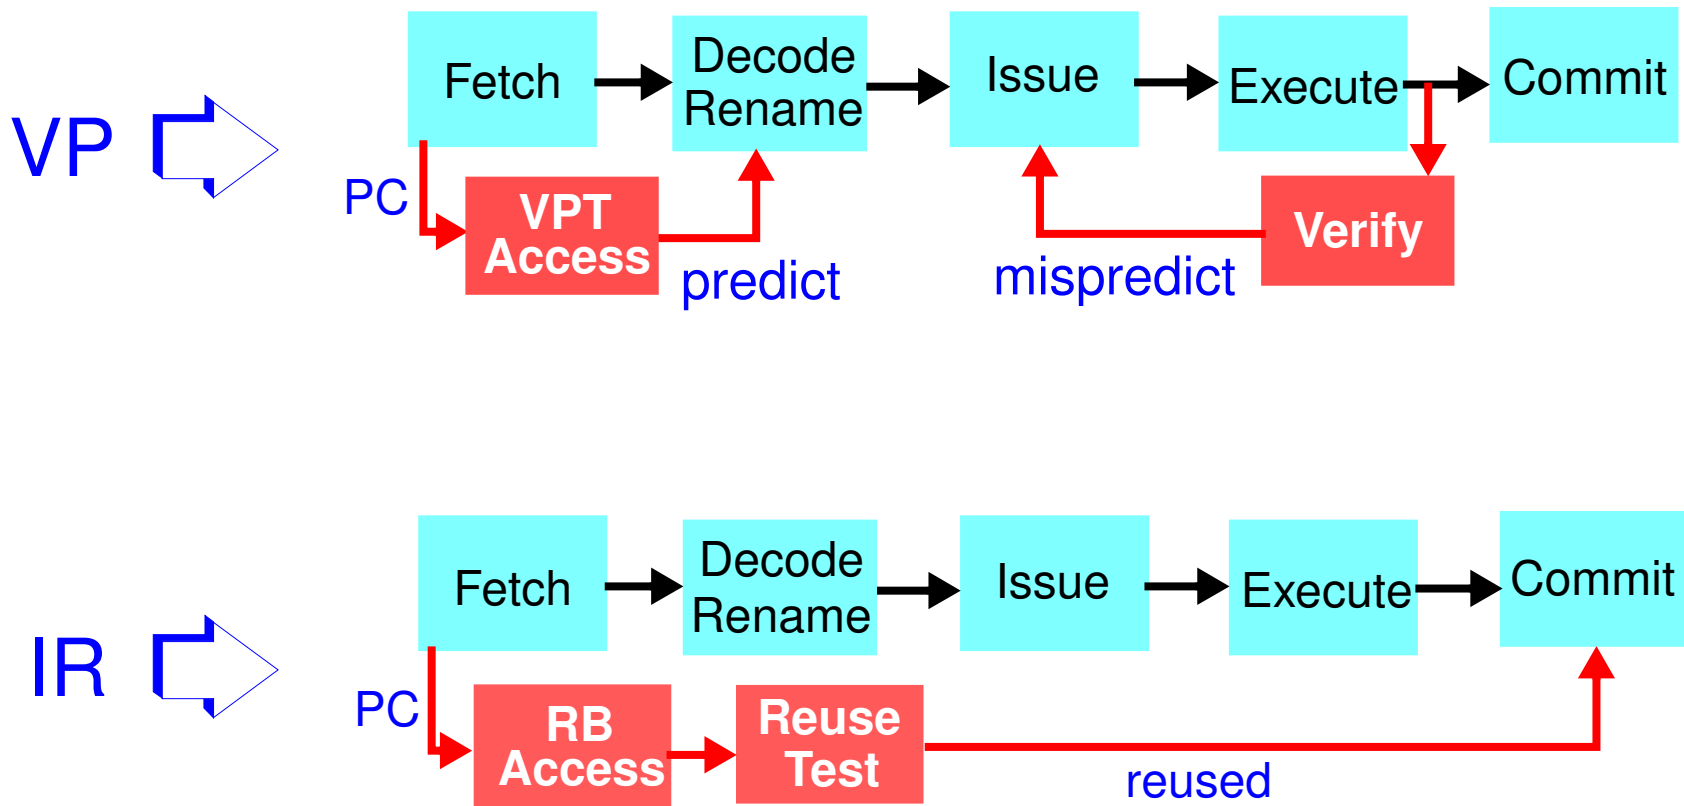 VP
Fetch
Decode
Rename
Issue
Execute
Commit
PC
VPT
Access
predict
mispredict
Verify
IR
Fetch
Decode
Rename
Issue
Execute
Commit
PC
RB
Access
Reuse
Test
reused